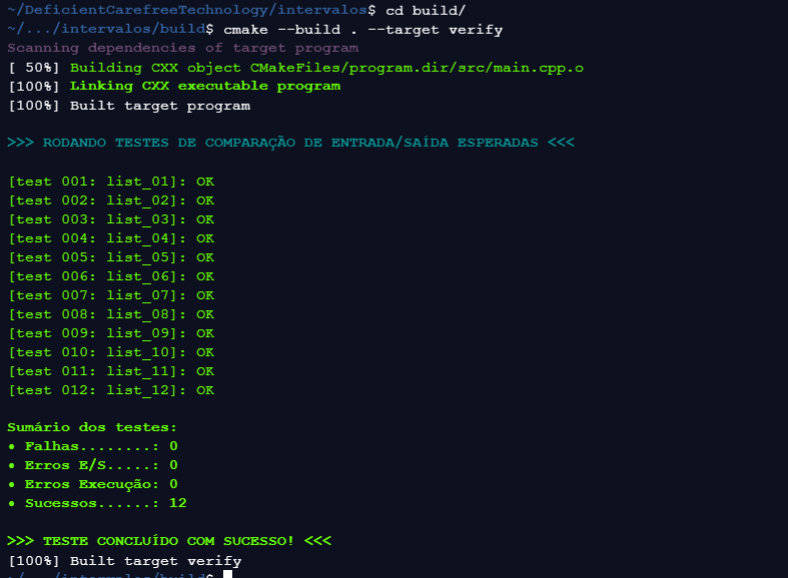 ~/DeficientCarefreeTechnology/intervalos$ cd build/
~/.../intervalos/build$ cmake --build . --target verify
Scanning dependencies of target program
[ 50%] Building CXX object CMakeFiles/program.dir/src/main.cpp.o
[100%] Linking CXX executable program
[100%] Built target program
>>> RODANDO TESTES DE COMPARAÇÃO DE ENTRADA/SAÍDA ESPERADAS <<<
[test 001: list_01]: OK
[test 002: list_02]: OK
[test 003: list_03]: OK
[test 004: list_04]: OK
[test 005: list_05]: OK
[test 006: list_06]: OK
[test 007: list_07]: OK
[test 008: list_08]: OK
[test 009: list_09]: OK
[test 010: list_10]: OK
[test 011: list_11]: OK
[test 012: list_12]: OK
Sumário dos testes:
• Falhas........: 0
• Erros E/S.....: 0
• Erros Execução: 0
• Sucessos......: 12
>>> TESTE CONCLUÍDO COM SUCESSO! <<<
[100%] Built target verify
~/.../intervalos/build$